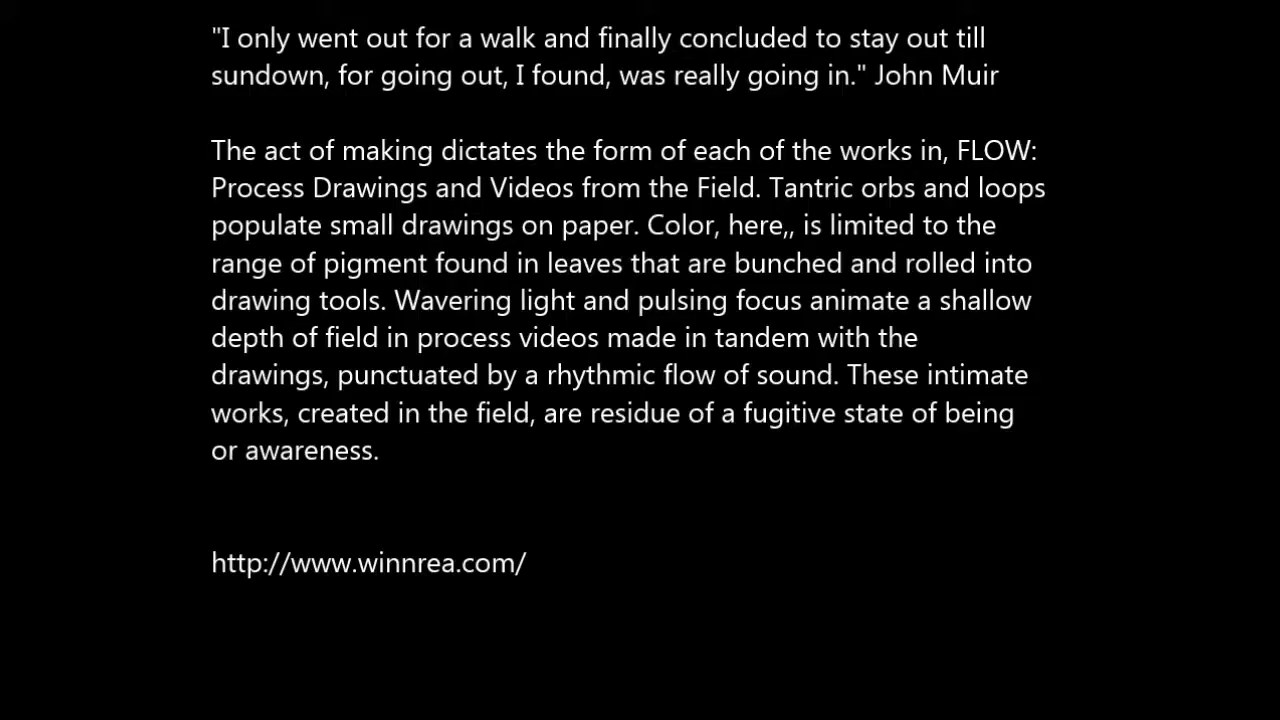 "I only went out for a walk and finally concluded to stay out till
sundown, for going out, I found, was really going in." John Muir
The act of making dictates the form of each of the works in, FLOW:
Process Drawings and Videos from the Field. Tantric orbs and loops
populate small drawings on paper. Color, here,, is limited to the
range of pigment found in leaves that are bunched and rolled into
drawing tools. Wavering light and pulsing focus animate a shallow
depth of field in process videos made in tandem with the
drawings, punctuated by a rhythmic flow of sound. These intimate
works, created in the field, are residue of a fugitive state of being
or awareness.
http://www.winnrea.com/